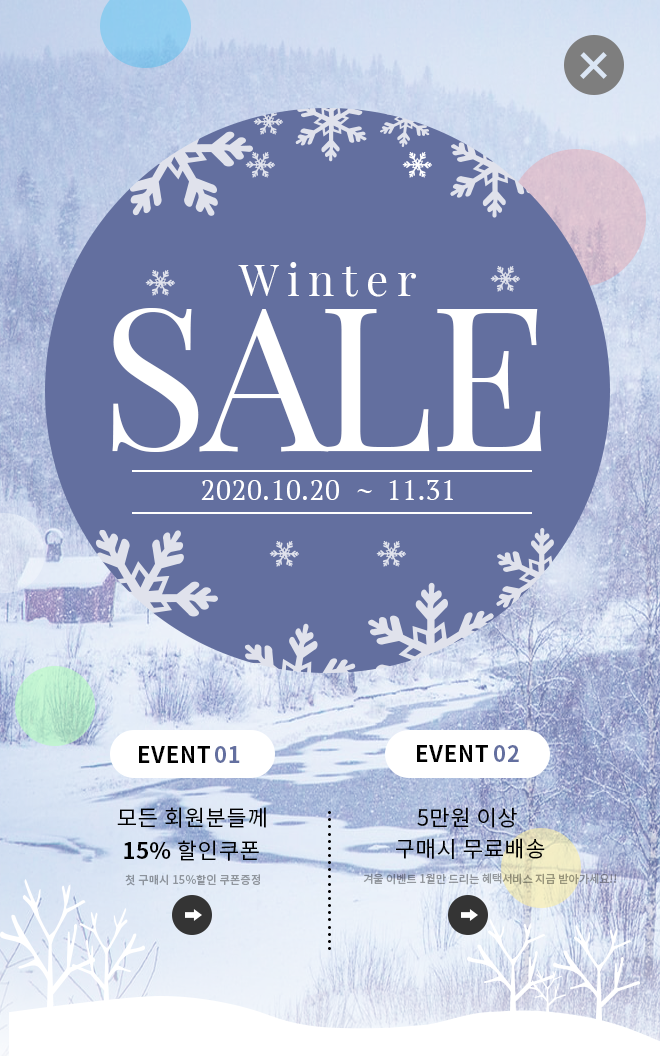 Winter
SALE
2020.10.20 ~ 11.31
EVENT 01
모든 회원분들께
15% 할인쿠폰
첫 구매시 15%할인 쿠폰증정
EVENT 02
5만원 이상
구매시 무료배송
겨울 이벤트 1월만 드리는 혜택서비스 지금 받아가세요!!